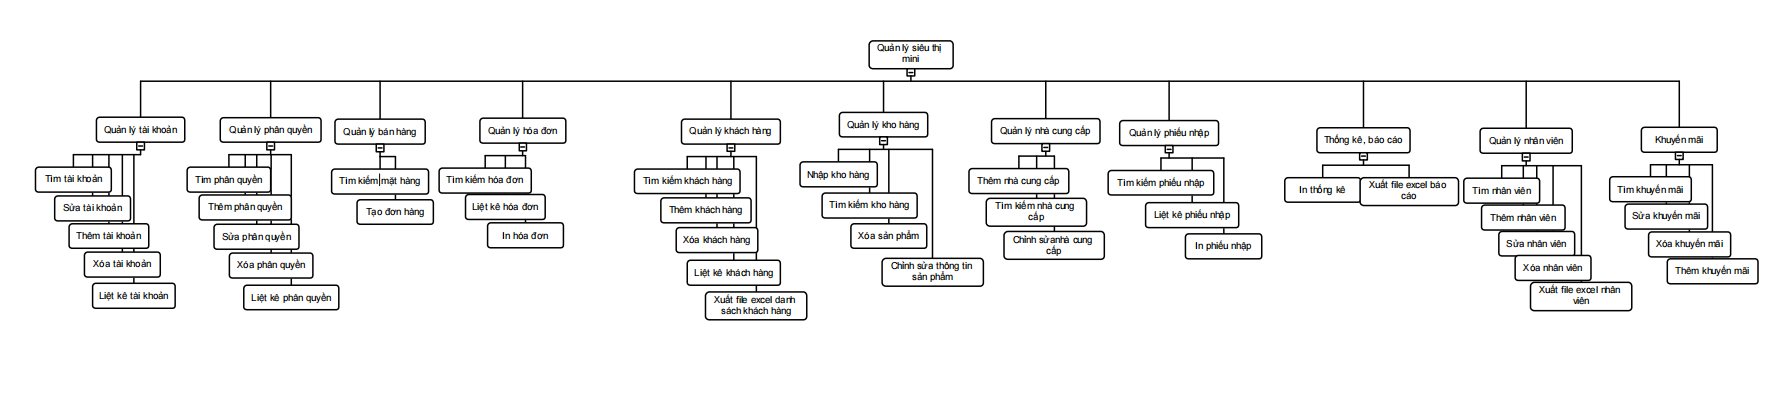 Quản lý siêu thị
mini
Quản lý tài khoản
Tìm tài khoản
Sửa tài khoản
Thêm tài khoản
Xóa tài khoản
Liệt kê tài khoản
Quản lý phân quyền
Tìm phân quyền
Thêm phân quyền
Sửa phân quyền
Xóa phân quyền
Liệt kê phân quyền
Quản lý bán hàng
Tìm kiếm mặt hàng
Tạo đơn hàng
Quản lý hóa đơn
Tìm kiếm hóa đơn
Liệt kê hóa đơn
In hóa đơn
Quản lý khách hàng
Tìm kiếm khách hàng
Thêm khách hàng
Xóa khách hàng
Liệt kê khách hàng
Xuất file excel danh
sách khách hàng
Quản lý kho hàng
Nhập kho hàng
Tìm kiếm kho hàng
Xóa sản phẩm
Chỉnh sửa thông tin
sản phẩm
Quản lý nhà cung cấp
Thêm nhà cung cấp
Tìm kiếm nhà cung
cấp
Chỉnh sửanhà cung
cấp
Quản lý phiếu nhập
Tìm kiếm phiếu nhập
Liệt kê phiếu nhập
In phiếu nhập
Thống kê, báo cáo
In thống kê
Xuất file excel báo
cáo
Quản lý nhân viên
Tìm nhân viên
Thêm nhân viên
Sửa nhân viên
Xóa nhân viên
Xuất file excel nhân
viên
Khuyến mãi
Tìm khuyến mãi
Sửa khuyến mãi
Xóa khuyến mãi
Thêm khuyến mãi